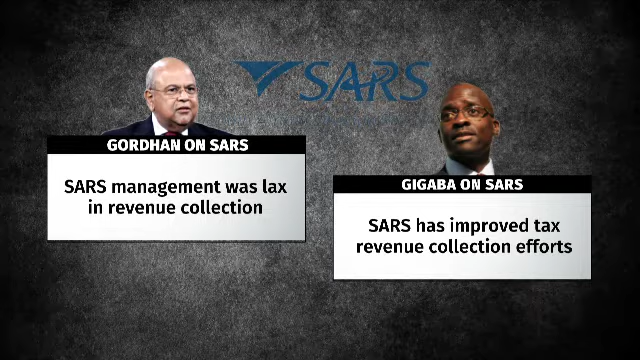 SARS
GORDHAN ON SARS
SARS management was lax
in revenue collection
GIGABA ON SARS
SARS has improved tax
revenue collection efforts